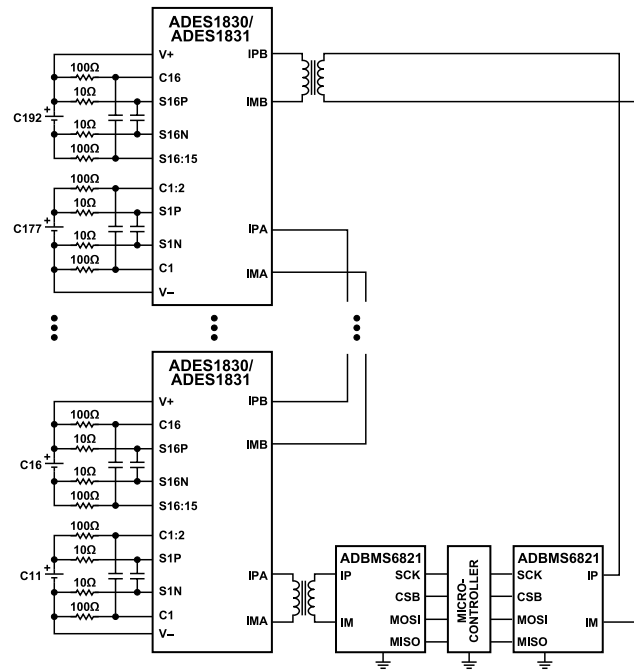 ADES1830/
ADES1831
V+
C16
S16P
S16N
S16:15
C1:2
S1P
S1N
C1
V–
IPB
IMB
IPA
IMA
100Ω
10Ω
10Ω
100Ω
100Ω
10Ω
10Ω
100Ω
+
C192
+
C177
ADES1830/
ADES1831
V+
C16
S16P
S16N
S16:15
C1:2
S1P
S1N
C1
V–
IPB
IMB
IPA
IMA
100Ω
10Ω
10Ω
100Ω
100Ω
10Ω
10Ω
100Ω
+
C16
+
C11
ADBMS6821
IP
IM
SCK
CSB
MOSI
MISO
MICRO-
CONTROLLER
ADBMS6821
SCK
CSB
MOSI
MISO
IP
IM